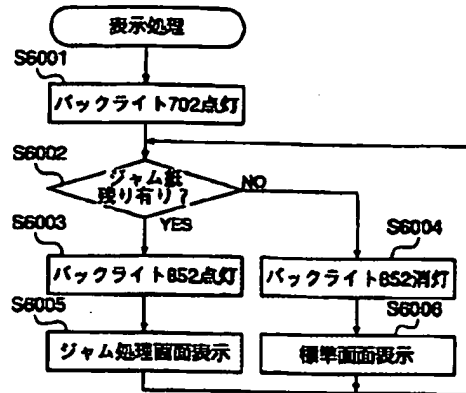 表示処理
S6001
バックライト702点灯
S6002
ジャム紙
残り有り?
NO
YES
S6003
バックライト852点灯
S6004
バックライト852消灯
S6005
ジャム処理画面表示
S6006
標準画面表示